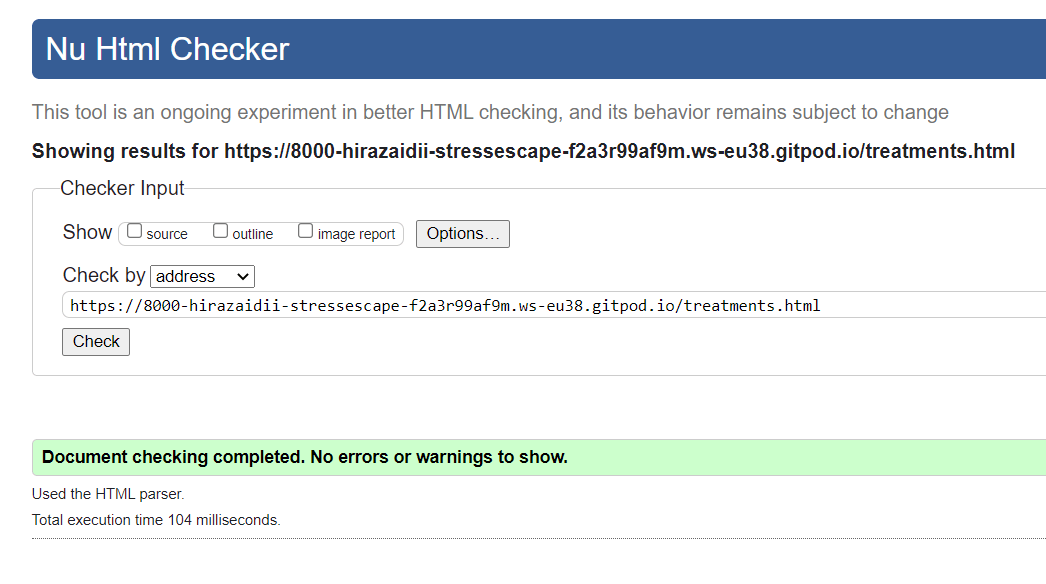 Nu Html Checker
This tool is an ongoing experiment in better HTML checking, and its behavior remains subject to change
Showing results for https://8000-hirazaidii-stressescape-f2a3r99af9m.ws-eu38.gitpod.io/treatments.html
Checker Input
Show source outline image report Options...
Check by address
https://8000-hirazaidii-stressescape-f2a3r99af9m.ws-eu38.gitpod.io/treatments.html
Check
Document checking completed. No errors or warnings to show.
Used the HTML parser.
Total execution time 104 milliseconds.